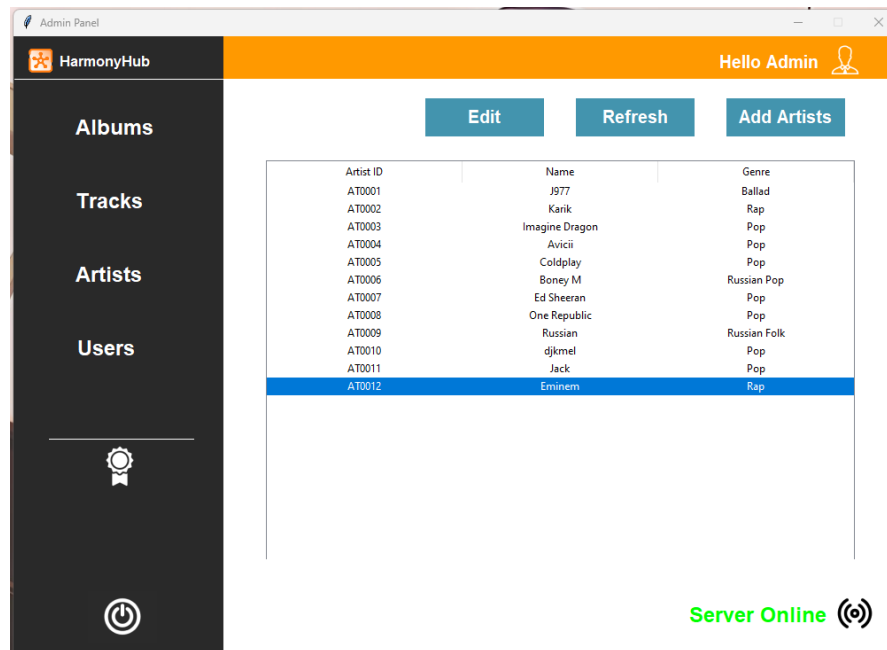 Admin Panel
HarmonyHub
Hello Admin
Albums
Tracks
Artists
Users
Edit Refresh Add Artists
Artist ID Name Genre
AT0001 J977 Ballad
AT0002 Karik Rap
AT0003 Imagine Dragon Pop
AT0004 Avicii Pop
AT0005 Coldplay Pop
AT0006 Boney M Russian Pop
AT0007 Ed Sheeran Pop
AT0008 One Republic Pop
AT0009 Russian Russian Folk
AT0010 djkmel Pop
AT0011 Jack Pop
AT0012 Eminem Rap
Server Online